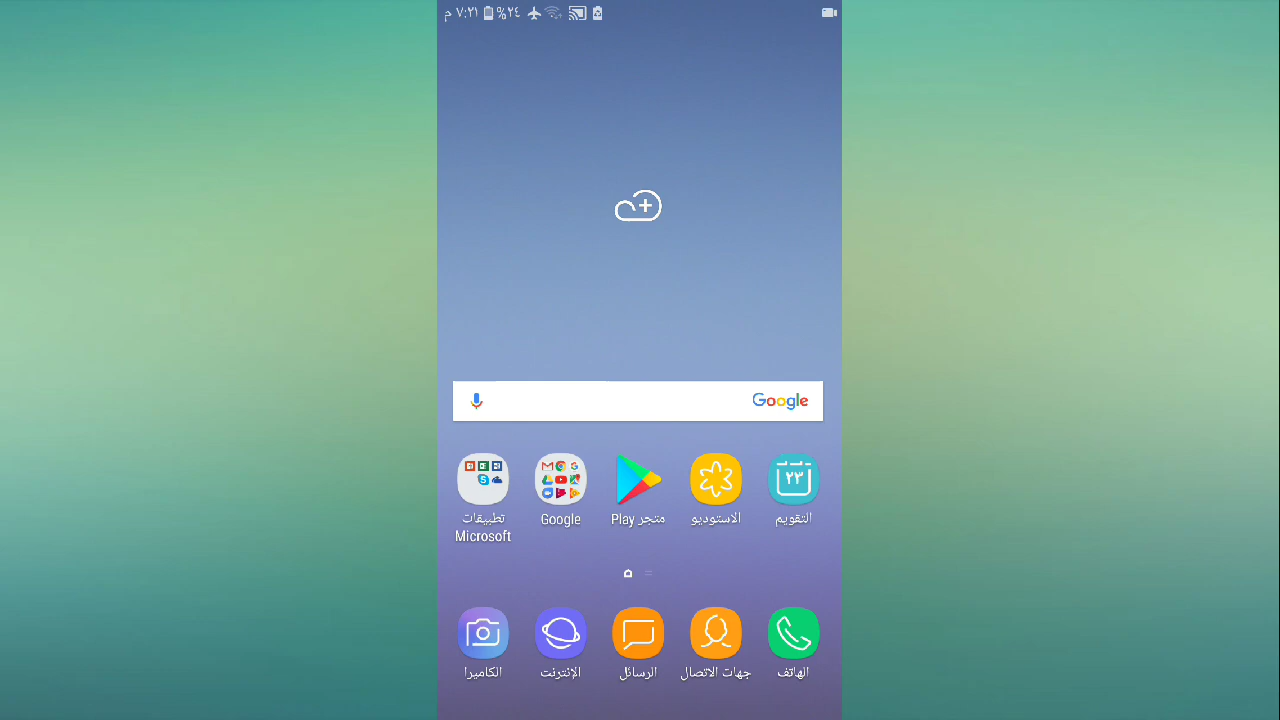 ٧:٢١ م ٢٤%
Google
٢٣
التقويم
الاستوديو
متجر Play
Google
تطبيقات
Microsoft
الهاتف
جهات الاتصال
الرسائل
الإنترنت
الكاميرا